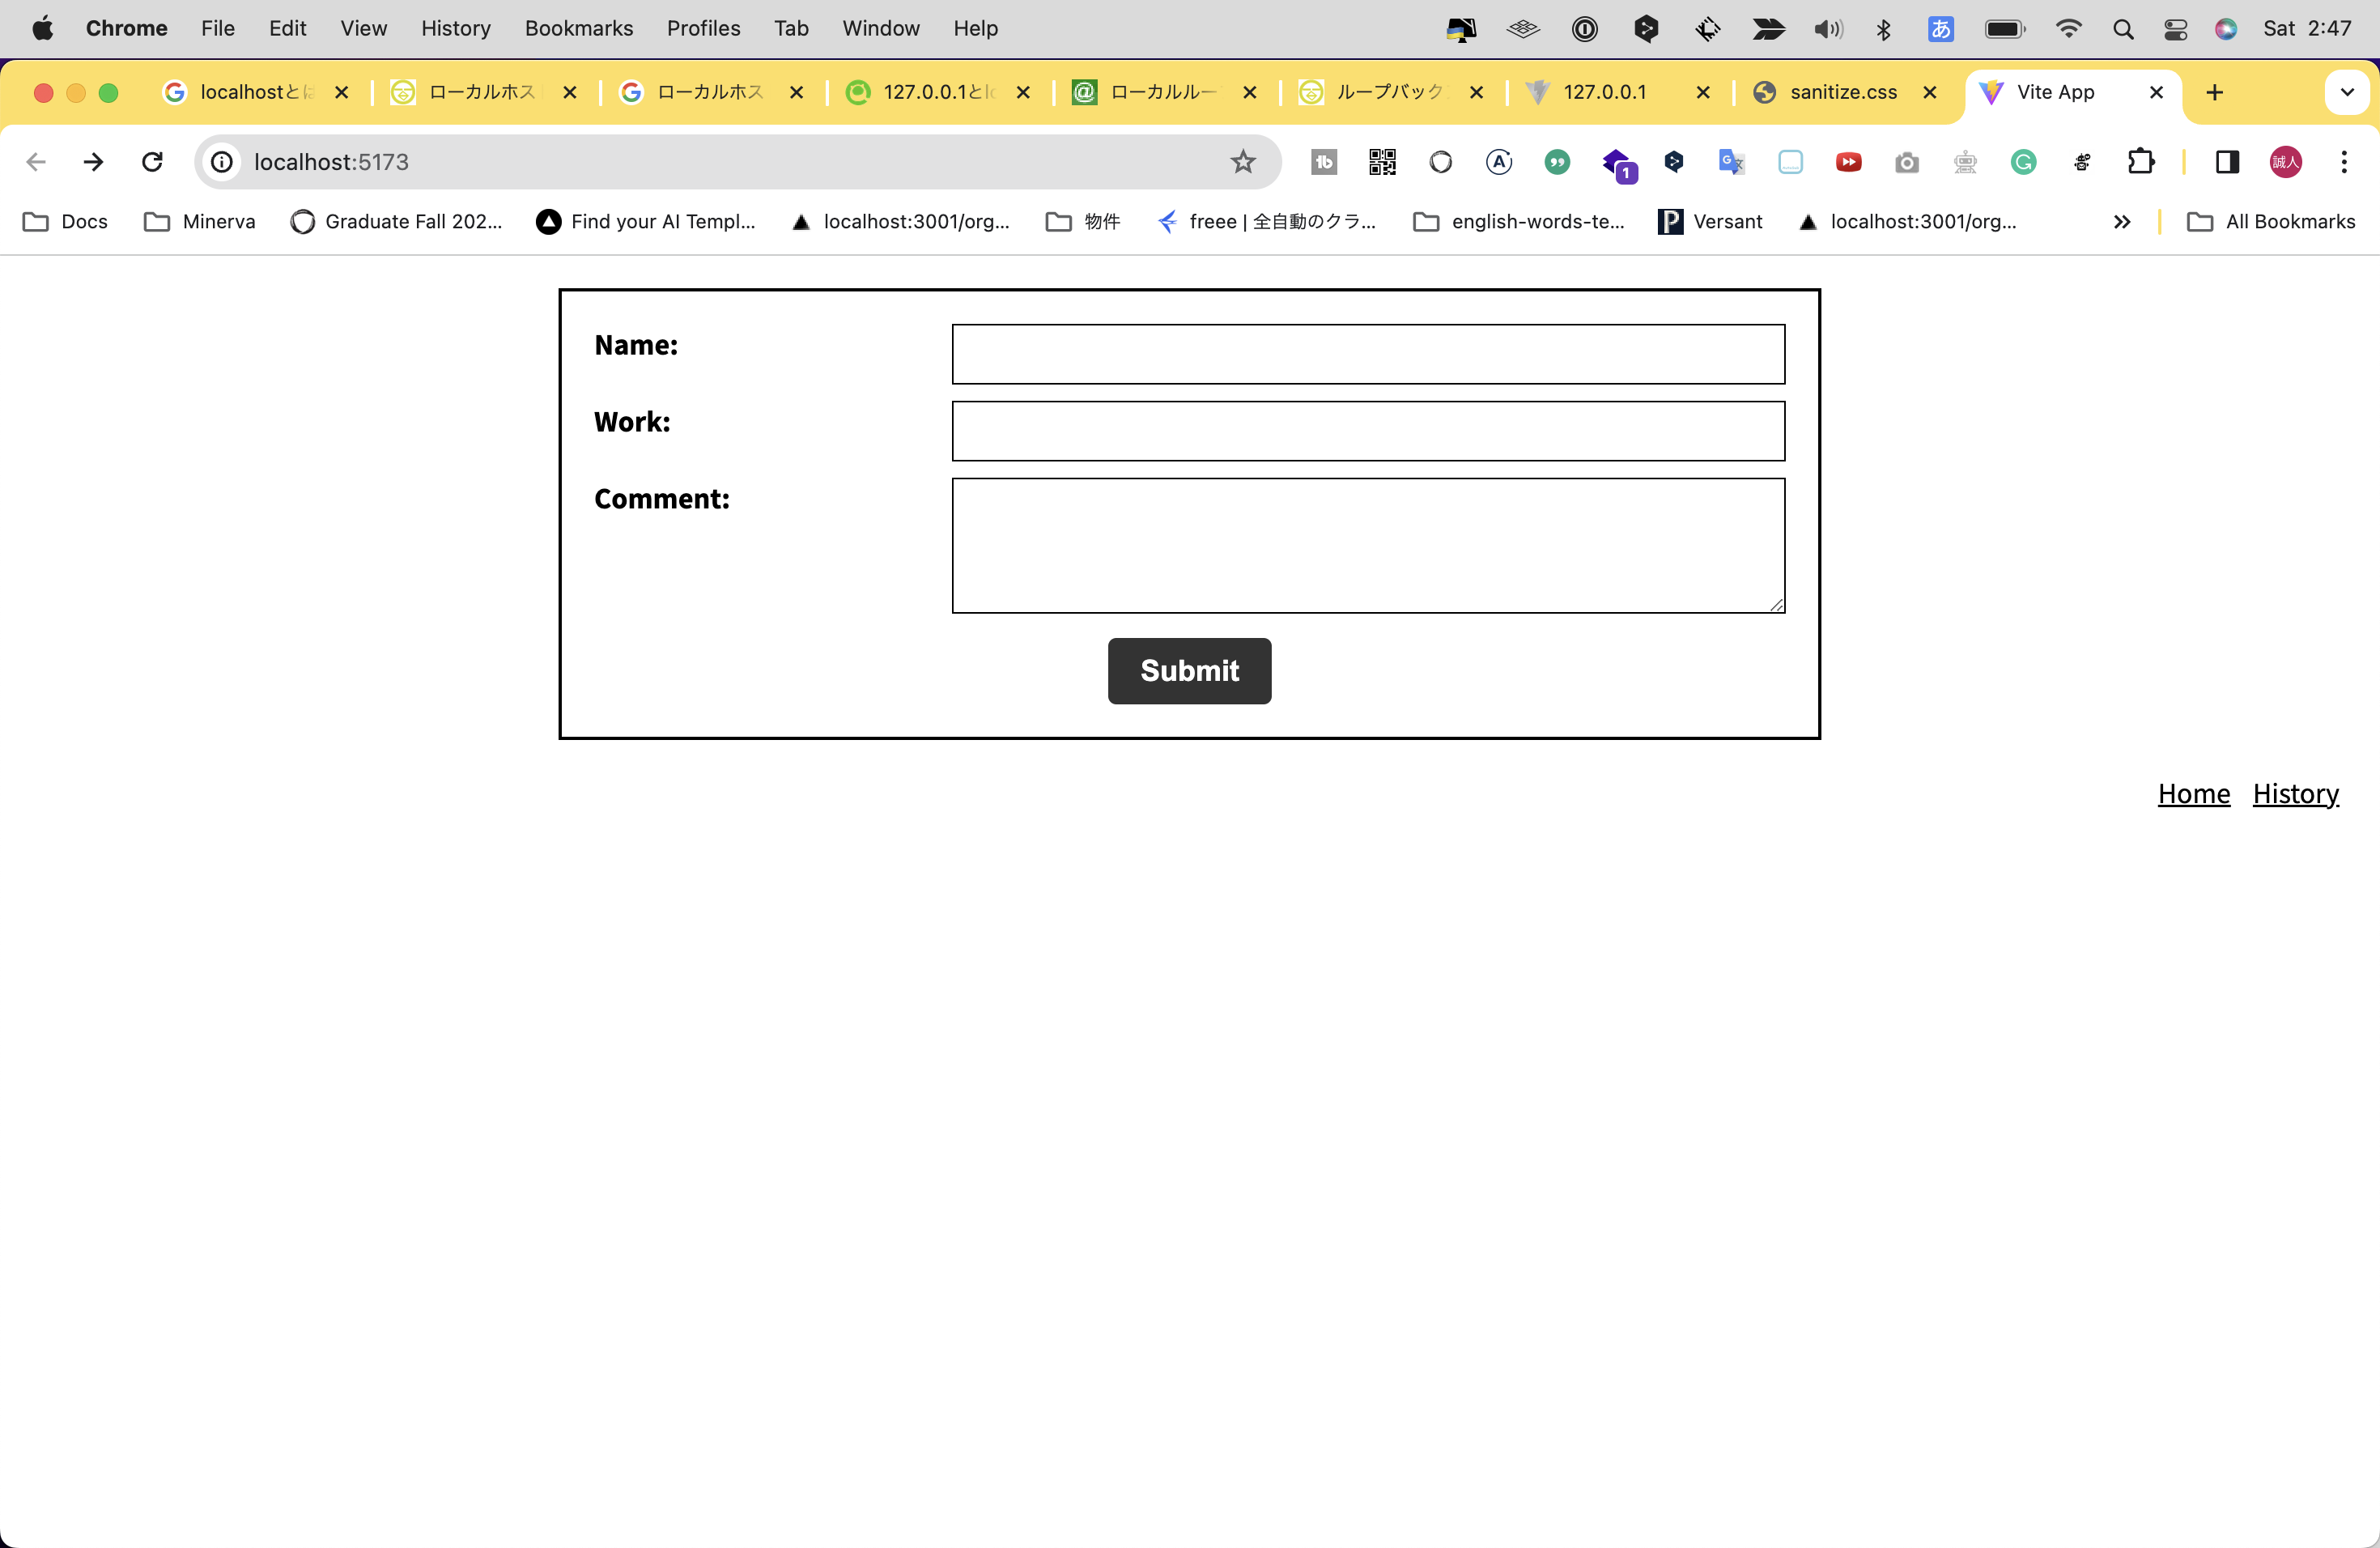 Chrome File Edit View History Bookmarks Profiles Tab Window Help あ Sat 2:47
localhostと ローカルホス ローカルホス 127.0.0.1と ローカルルー ループバック 127.0.0.1 sanitize.css Vite App
localhost:5173 1 誠人
Docs Minerva Graduate Fall 202... Find your AI Templ... localhost:3001/org... 物件 freee | 全自動のクラ... english-words-te... Versant localhost:3001/org... All Bookmarks
Name:
Work:
Comment:
Submit
Home History